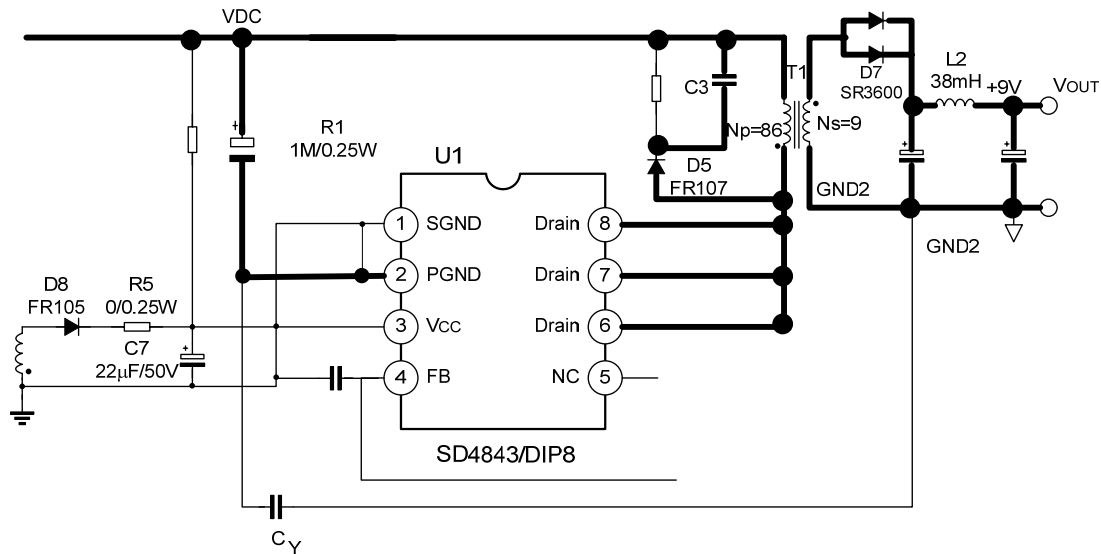 VDC
R1
1M/0.25W
C3
T1
Np=86
Ns=9
D7
SR3600
L2
38mH
+9V
VOUT
U1
D5
FR107
GND2
GND2
1
SGND
Drain
8
2
PGND
Drain
7
D8
FR105
R5
0/0.25W
3
VCC
Drain
6
C7
22μF/50V
4
FB
NC
5
SD4843/DIP8
CY